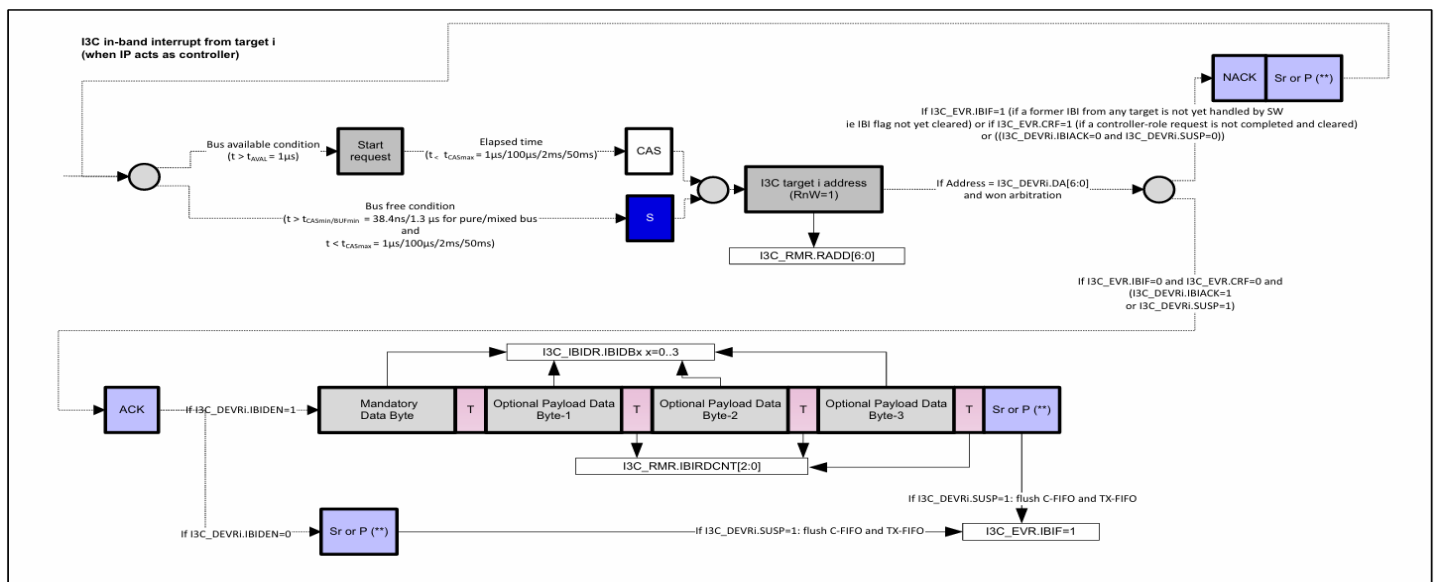 I3C in-band interrupt from target i
(when IP acts as controller)
NACK
Sr or P (**)
If I3C_EVR.IBIF=1 (if a former IBI from any target is not yet handled by SW
ie IBI flag not yet cleared) or if I3C_EVR.CRF=1 (if a controller-role request is not completed and cleared)
or ((I3C_DEVRi.IBIACK=0 and I3C_DEVRi.SUSP=0))
Bus available condition
(t > tAVAL = 1µs)
Start
request
Elapsed time
(t < tCASmax = 1µs/100µs/2ms/50ms)
CAS
I3C target i address
(RnW=1)
If Address = I3C_DEVRi.DA[6:0]
and won arbitration
Bus free condition
(t > tCASmin/BUFmin = 38.4ns/1.3 µs for pure/mixed bus
and
t < tCASmax = 1µs/100µs/2ms/50ms)
S
I3C_RMR.RADD[6:0]
If I3C_EVR.IBIF=0 and I3C_EVR.CRF=0 and
(I3C_DEVRi.IBIACK=1
or I3C_DEVRi.SUSP=1)
I3C_IBIDR.IBIDBx x=0..3
ACK
If I3C_DEVRi.IBIDEN=1
Mandatory
Data Byte
T
Optional Payload Data
Byte-1
T
Optional Payload Data
Byte-2
T
Optional Payload Data
Byte-3
T
Sr or P (**)
I3C_RMR.IBIRDCNT[2:0]
If I3C_DEVRi.SUSP=1: flush C-FIFO and TX-FIFO
If I3C_DEVRi.IBIDEN=0
Sr or P (**)
If I3C_DEVRi.SUSP=1: flush C-FIFO and TX-FIFO
I3C_EVR.IBIF=1